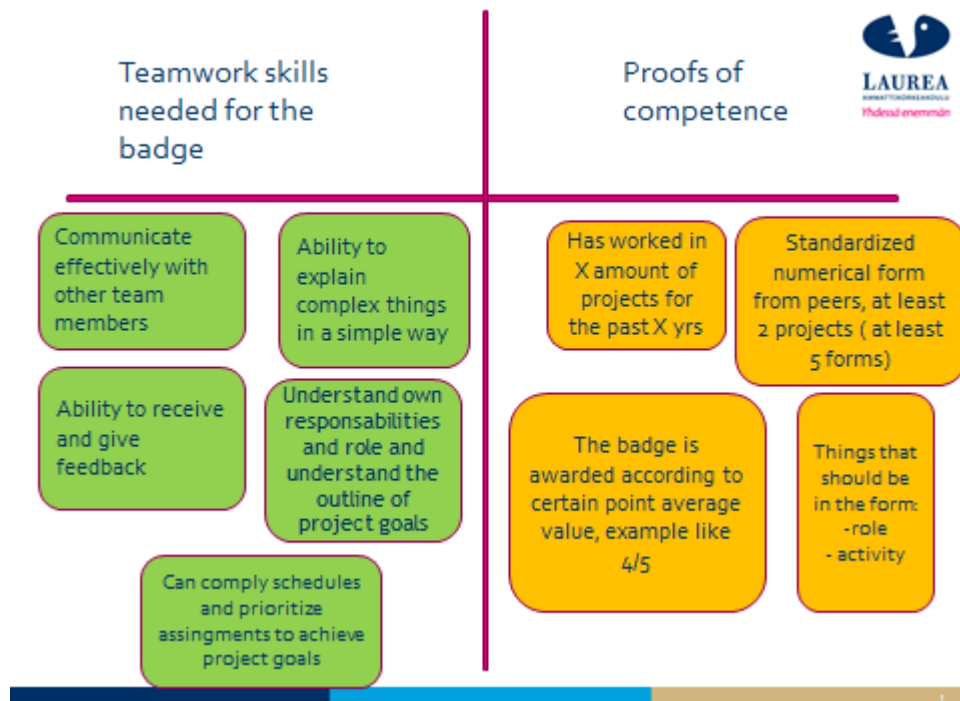 Teamwork skills
needed for the
badge
Proofs of
competence
LAUREA
AMMATTIKORKEAKOULU
Yhdessä enemmän
Communicate
effectively with
other team
members
Ability to
explain
complex things
in a simple way
Ability to receive
and give
feedback
Understand own
responsabilities
and role and
understand the
outline of
project goals
Can comply schedules
and prioritize
assingments to achieve
project goals
Has worked in
X amount of
projects for
the past X yrs
Standardized
numerical form
from peers, at least
2 projects ( at least
5 forms)
The badge is
awarded according to
certain point average
value, example like
4/5
Things that
should be
in the form:
-role
- activity